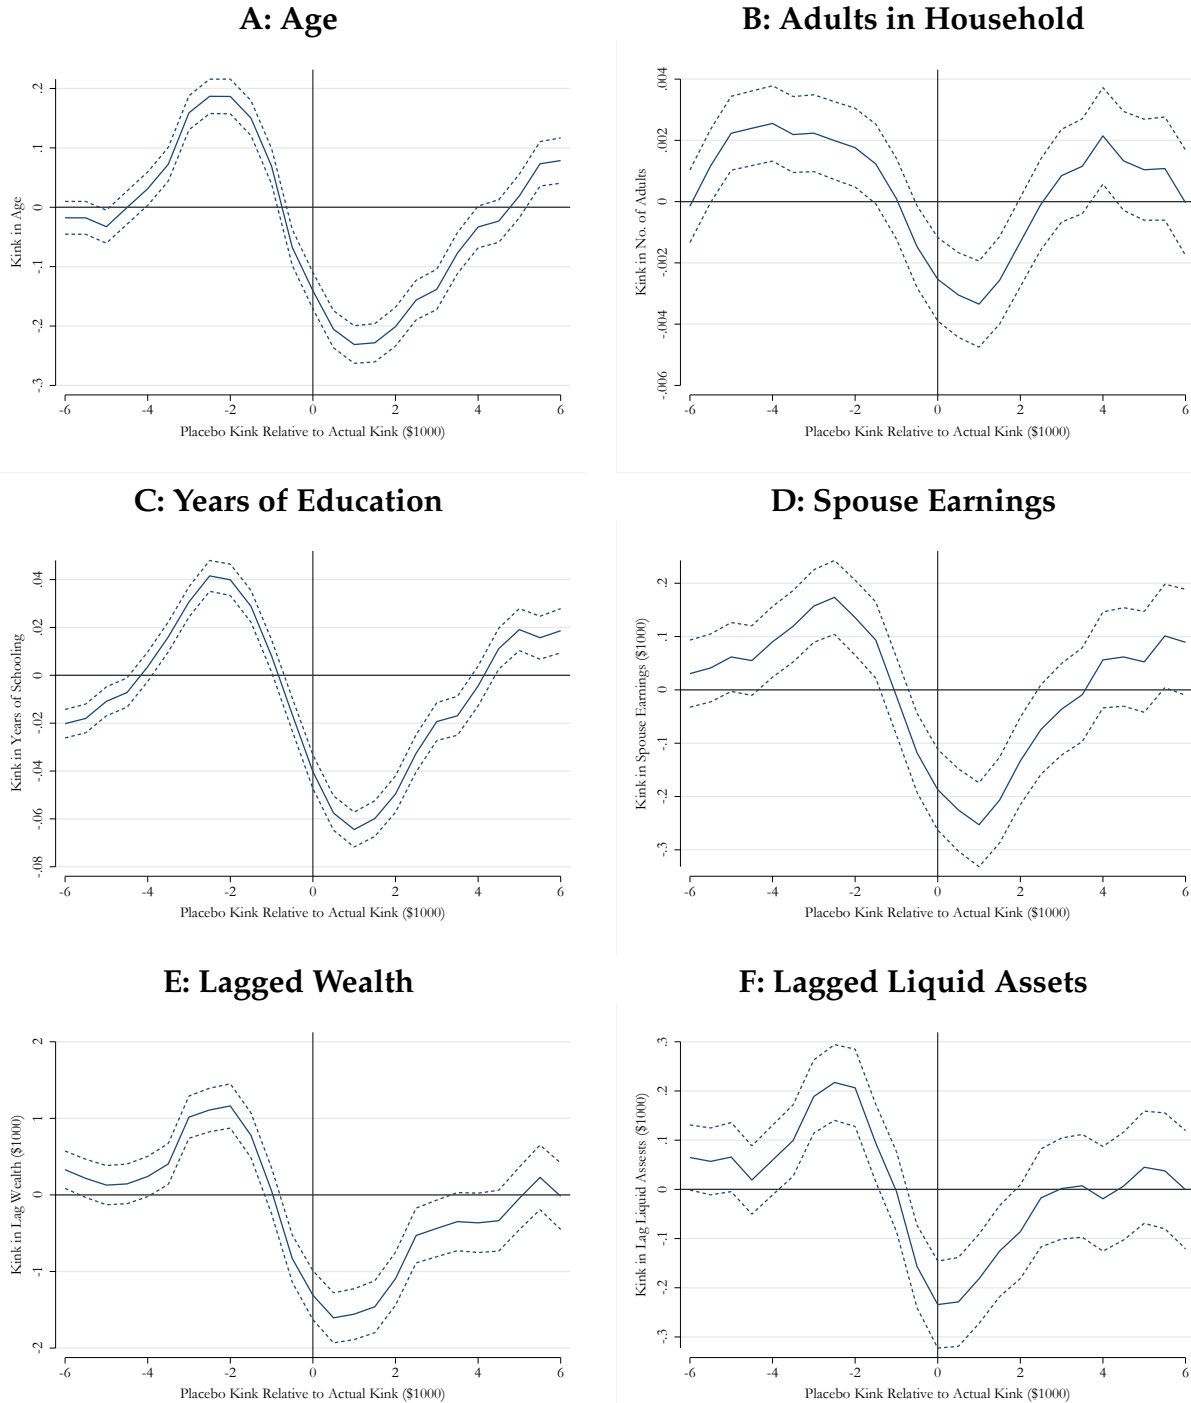 A: Age
Kink in Age
.2
.1
0
-.1
-.2
-.3
-6 -4 -2 0 2 4 6
Placebo Kink Relative to Actual Kink ($1000)
B: Adults in Household
Kink in No. of Adults
.004
.002
0
-.002
-.004
-.006
-6 -4 -2 0 2 4 6
Placebo Kink Relative to Actual Kink ($1000)
C: Years of Education
Kink in Years of Schooling
.04
.02
0
-.02
-.04
-.06
-.08
-6 -4 -2 0 2 4 6
Placebo Kink Relative to Actual Kink ($1000)
D: Spouse Earnings
Kink in Spouse Earnings ($1000)
.2
.1
0
-.1
-.2
-.3
-6 -4 -2 0 2 4 6
Placebo Kink Relative to Actual Kink ($1000)
E: Lagged Wealth
Kink in Lag Wealth ($1000)
2
1
0
-1
-2
-6 -4 -2 0 2 4 6
Placebo Kink Relative to Actual Kink ($1000)
F: Lagged Liquid Assets
Kink in Lag Liquid Assests ($1000)
.3
.2
.1
0
-.1
-.2
-.3
-6 -4 -2 0 2 4 6
Placebo Kink Relative to Actual Kink ($1000)